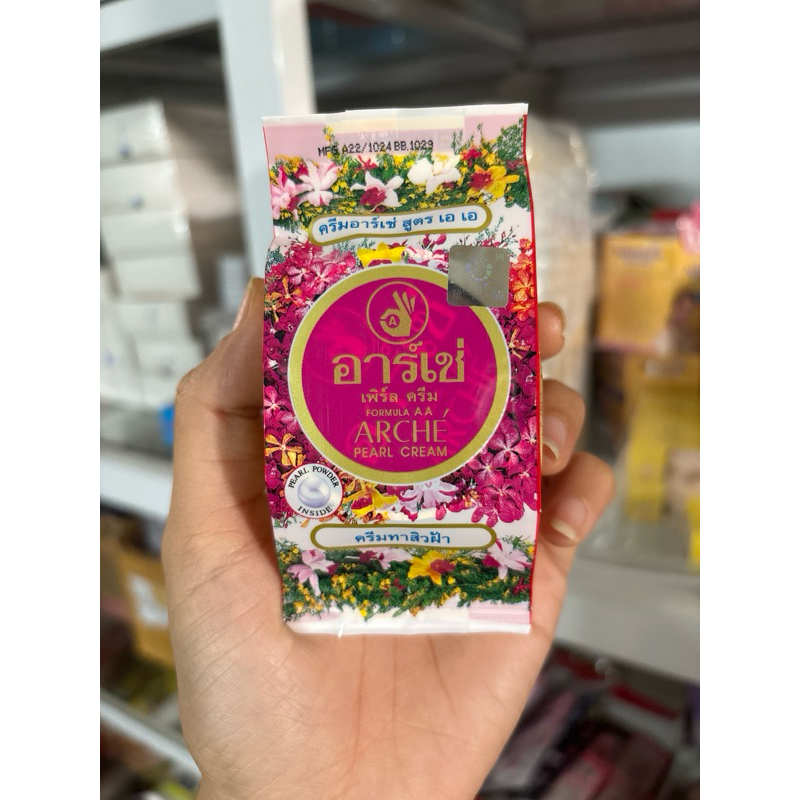 MFG A22/1024 BB.1023
ครีมอาร์เช่ สูตร เอ เอ
A
อาร์เช่
เพิร์ล ครีม
FORMULA A.A
ARCHÉ
PEARL CREAM
PEARL POWDER
INSIDE
ครีมทาสิวฝ้า